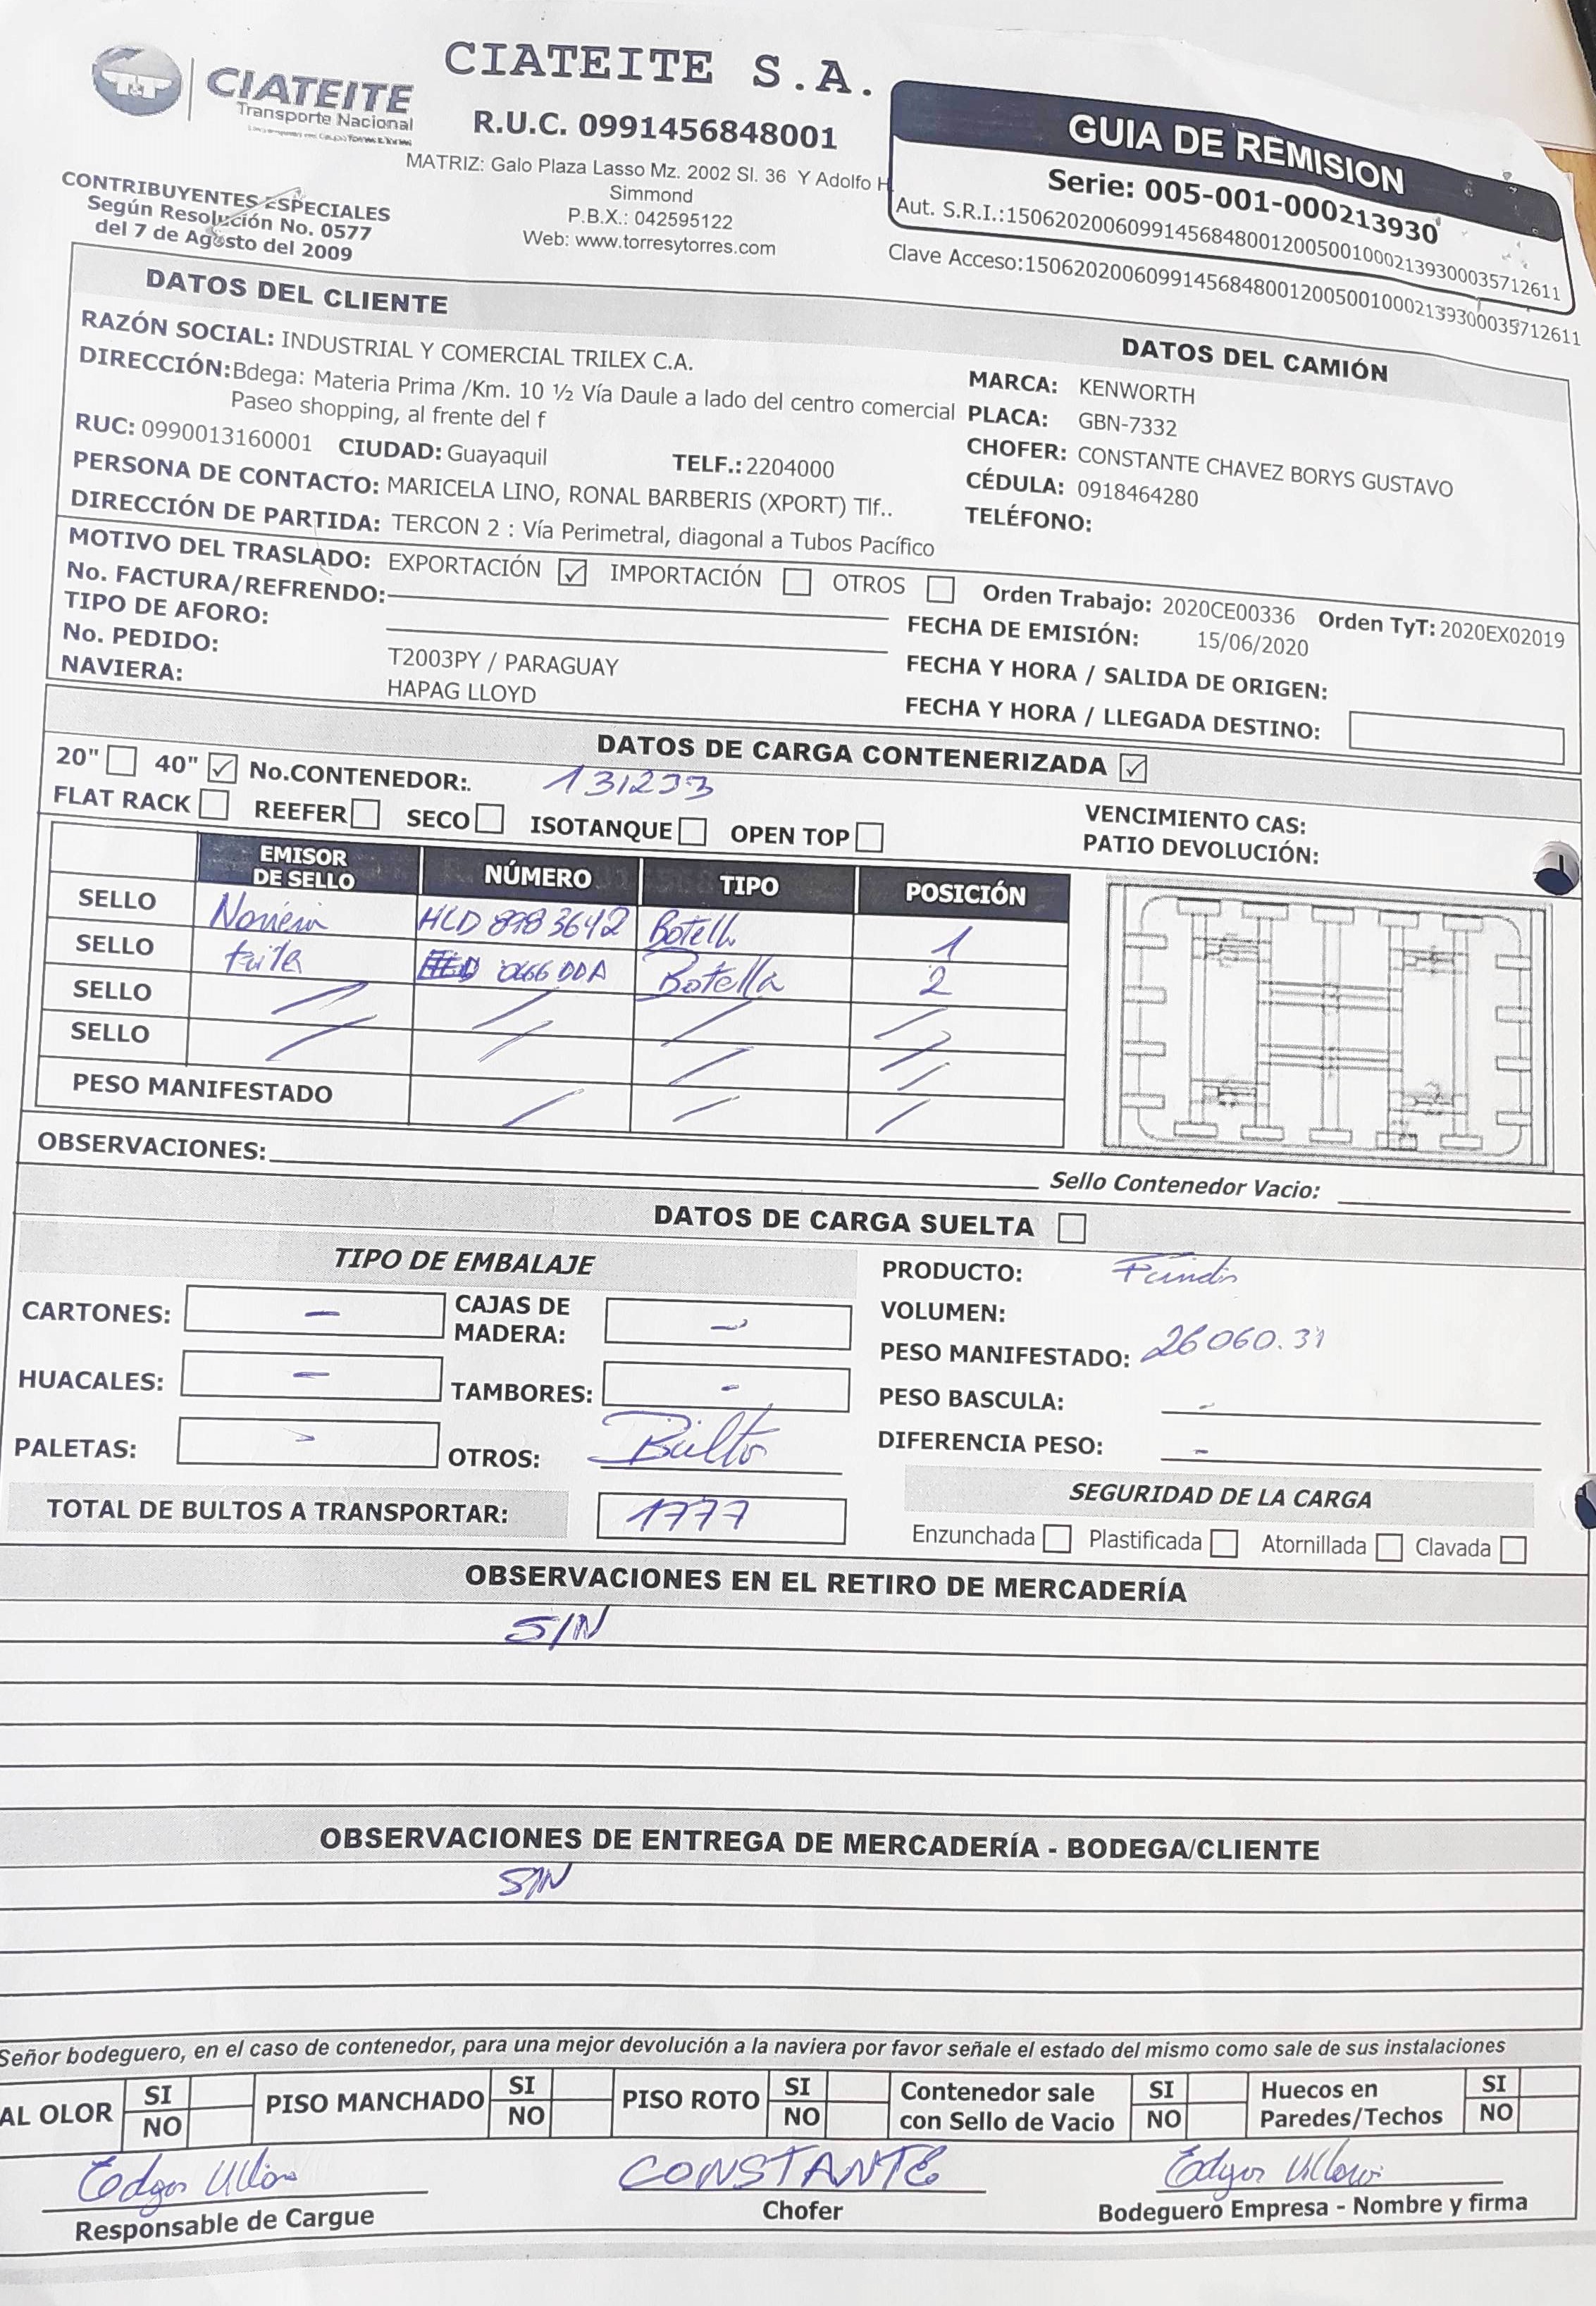 CIATEITE S.A.
T&T CIATEITE
Transporte Nacional
R.U.C. 0991456848001
MATRIZ: Galo Plaza Lasso Mz. 2002 Sl. 36 Y Adolfo H.
Simmond
P.B.X.: 042595122
Web: www.torresytorres.com
CONTRIBUYENTES ESPECIALES
Según Resolución No. 0577
del 7 de Agosto del 2009
GUIA DE REMISION
Serie: 005-001-000213930
Aut. S.R.I.:1506202006099145684800120050010002139300035712611
Clave Acceso:1506202006099145684800120050010002139300035712611
DATOS DEL CLIENTE
RAZÓN SOCIAL: INDUSTRIAL Y COMERCIAL TRILEX C.A.
DIRECCIÓN:Bdega: Materia Prima /Km. 10 ½ Vía Daule a lado del centro comercial
Paseo shopping, al frente del f
RUC: 0990013160001 CIUDAD: Guayaquil TELF.: 2204000
PERSONA DE CONTACTO: MARICELA LINO, RONAL BARBERIS (XPORT) Tlf..
DIRECCIÓN DE PARTIDA: TERCON 2 : Vía Perimetral, diagonal a Tubos Pacífico
DATOS DEL CAMIÓN
MARCA: KENWORTH
PLACA: GBN-7332
CHOFER: CONSTANTE CHAVEZ BORYS GUSTAVO
CÉDULA: 0918464280
TELÉFONO:
MOTIVO DEL TRASLADO: EXPORTACIÓN ☑ IMPORTACIÓN ☐ OTROS ☐ Orden Trabajo: 2020CE00336 Orden TyT: 2020EX02019
No. FACTURA/REFRENDO:
TIPO DE AFORO:
No. PEDIDO: T2003PY / PARAGUAY
NAVIERA: HAPAG LLOYD
FECHA DE EMISIÓN: 15/06/2020
FECHA Y HORA / SALIDA DE ORIGEN:
FECHA Y HORA / LLEGADA DESTINO:
DATOS DE CARGA CONTENERIZADA ☑
20" ☐ 40" ☑ No.CONTENEDOR: 131233
FLAT RACK ☐ REEFER ☐ SECO ☐ ISOTANQUE ☐ OPEN TOP ☐
VENCIMIENTO CAS:
PATIO DEVOLUCIÓN:
EMISOR DE SELLO NÚMERO TIPO POSICIÓN
SELLO HLD 8983642 Botella 1
SELLO 0466 DDA Botella 2
SELLO
SELLO
PESO MANIFESTADO
OBSERVACIONES:
Sello Contenedor Vacio:
DATOS DE CARGA SUELTA ☐
TIPO DE EMBALAJE
CARTONES: - CAJAS DE MADERA: -
HUACALES: - TAMBORES: -
PALETAS: - OTROS: Bulto
TOTAL DE BULTOS A TRANSPORTAR: 1777
PRODUCTO:
VOLUMEN:
PESO MANIFESTADO: 26060.31
PESO BASCULA: -
DIFERENCIA PESO: -
SEGURIDAD DE LA CARGA
Enzunchada ☐ Plastificada ☐ Atornillada ☐ Clavada ☐
OBSERVACIONES EN EL RETIRO DE MERCADERÍA
S/N
OBSERVACIONES DE ENTREGA DE MERCADERÍA - BODEGA/CLIENTE
S/N
Señor bodeguero, en el caso de contenedor, para una mejor devolución a la naviera por favor señale el estado del mismo como sale de sus instalaciones
AL OLOR SI NO PISO MANCHADO SI NO PISO ROTO SI NO Contenedor sale con Sello de Vacio SI NO Huecos en Paredes/Techos SI NO
Edgar CONSTANTE Edgar
Responsable de Cargue Chofer Bodeguero Empresa - Nombre y firma